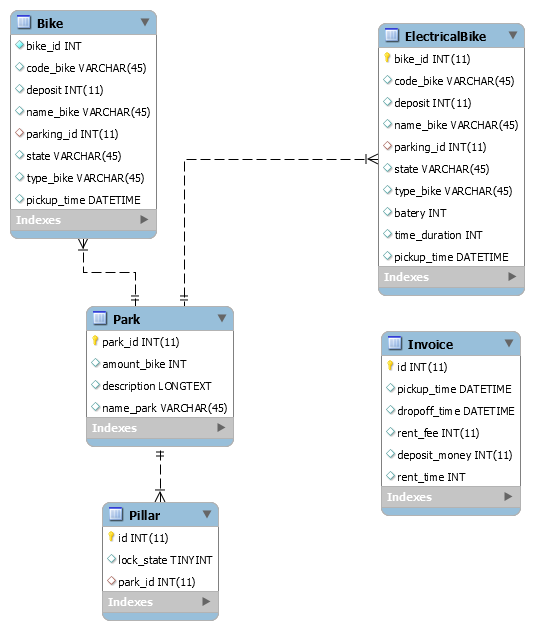 Bike
bike_id INT
code_bike VARCHAR(45)
deposit INT(11)
name_bike VARCHAR(45)
parking_id INT(11)
state VARCHAR(45)
type_bike VARCHAR(45)
pickup_time DATETIME
Indexes
ElectricalBike
bike_id INT(11)
code_bike VARCHAR(45)
deposit INT(11)
name_bike VARCHAR(45)
parking_id INT(11)
state VARCHAR(45)
type_bike VARCHAR(45)
batery INT
time_duration INT
pickup_time DATETIME
Indexes
Park
park_id INT(11)
amount_bike INT
description LONGTEXT
name_park VARCHAR(45)
Indexes
Invoice
id INT(11)
pickup_time DATETIME
dropoff_time DATETIME
rent_fee INT(11)
deposit_money INT(11)
rent_time INT
Indexes
Pillar
id INT(11)
lock_state TINYINT
park_id INT(11)
Indexes